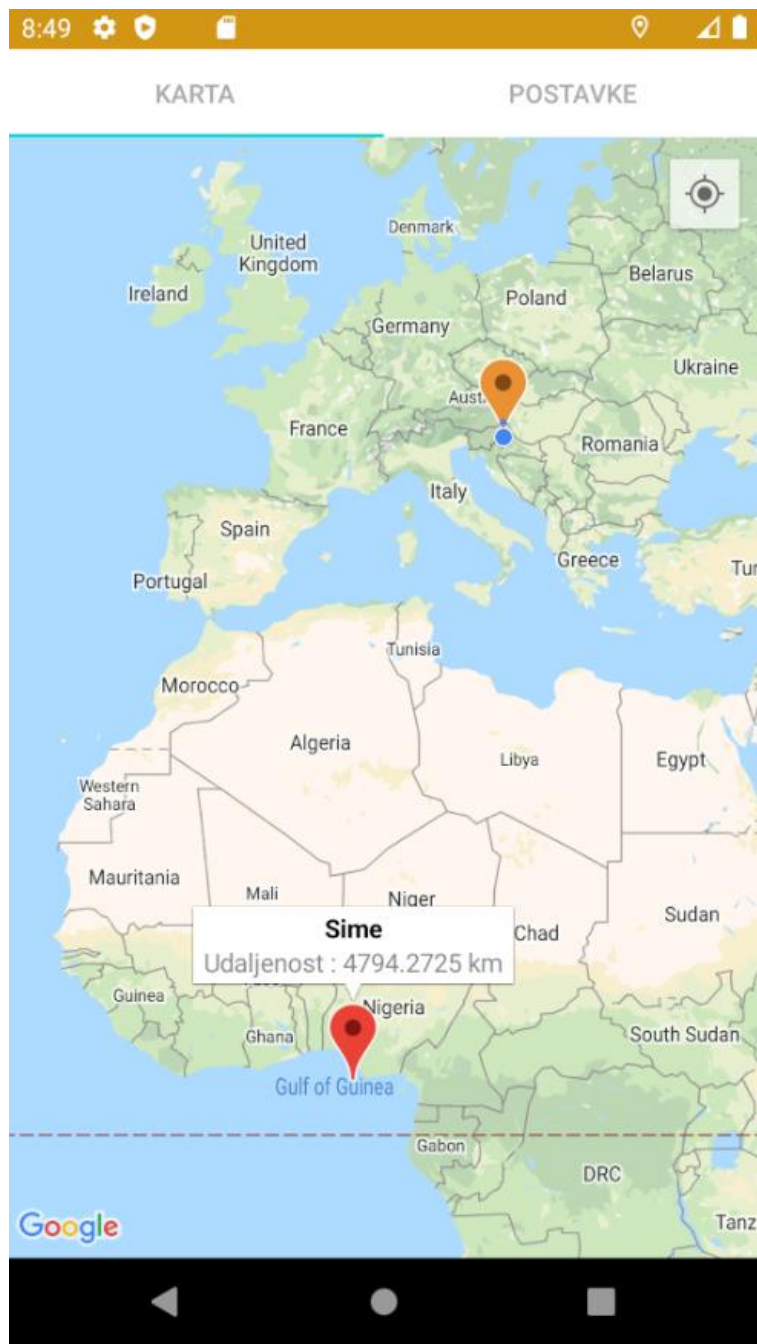 8:49
KARTA
POSTAVKE
Denmark
United
Kingdom
Belarus
Ireland
Poland
Germany
Ukraine
France
Romania
Italy
Spain
Greece
Portugal
Tunisia
Morocco
Algeria
Libya
Egypt
Western
Sahara
Mauritania
Mali
Niger
Chad
Sudan
Sime
Udaljenost : 4794.2725 km
Guinea
Nigeria
Ghana
South Sudan
Gulf of Guinea
Gabon
DRC
Google